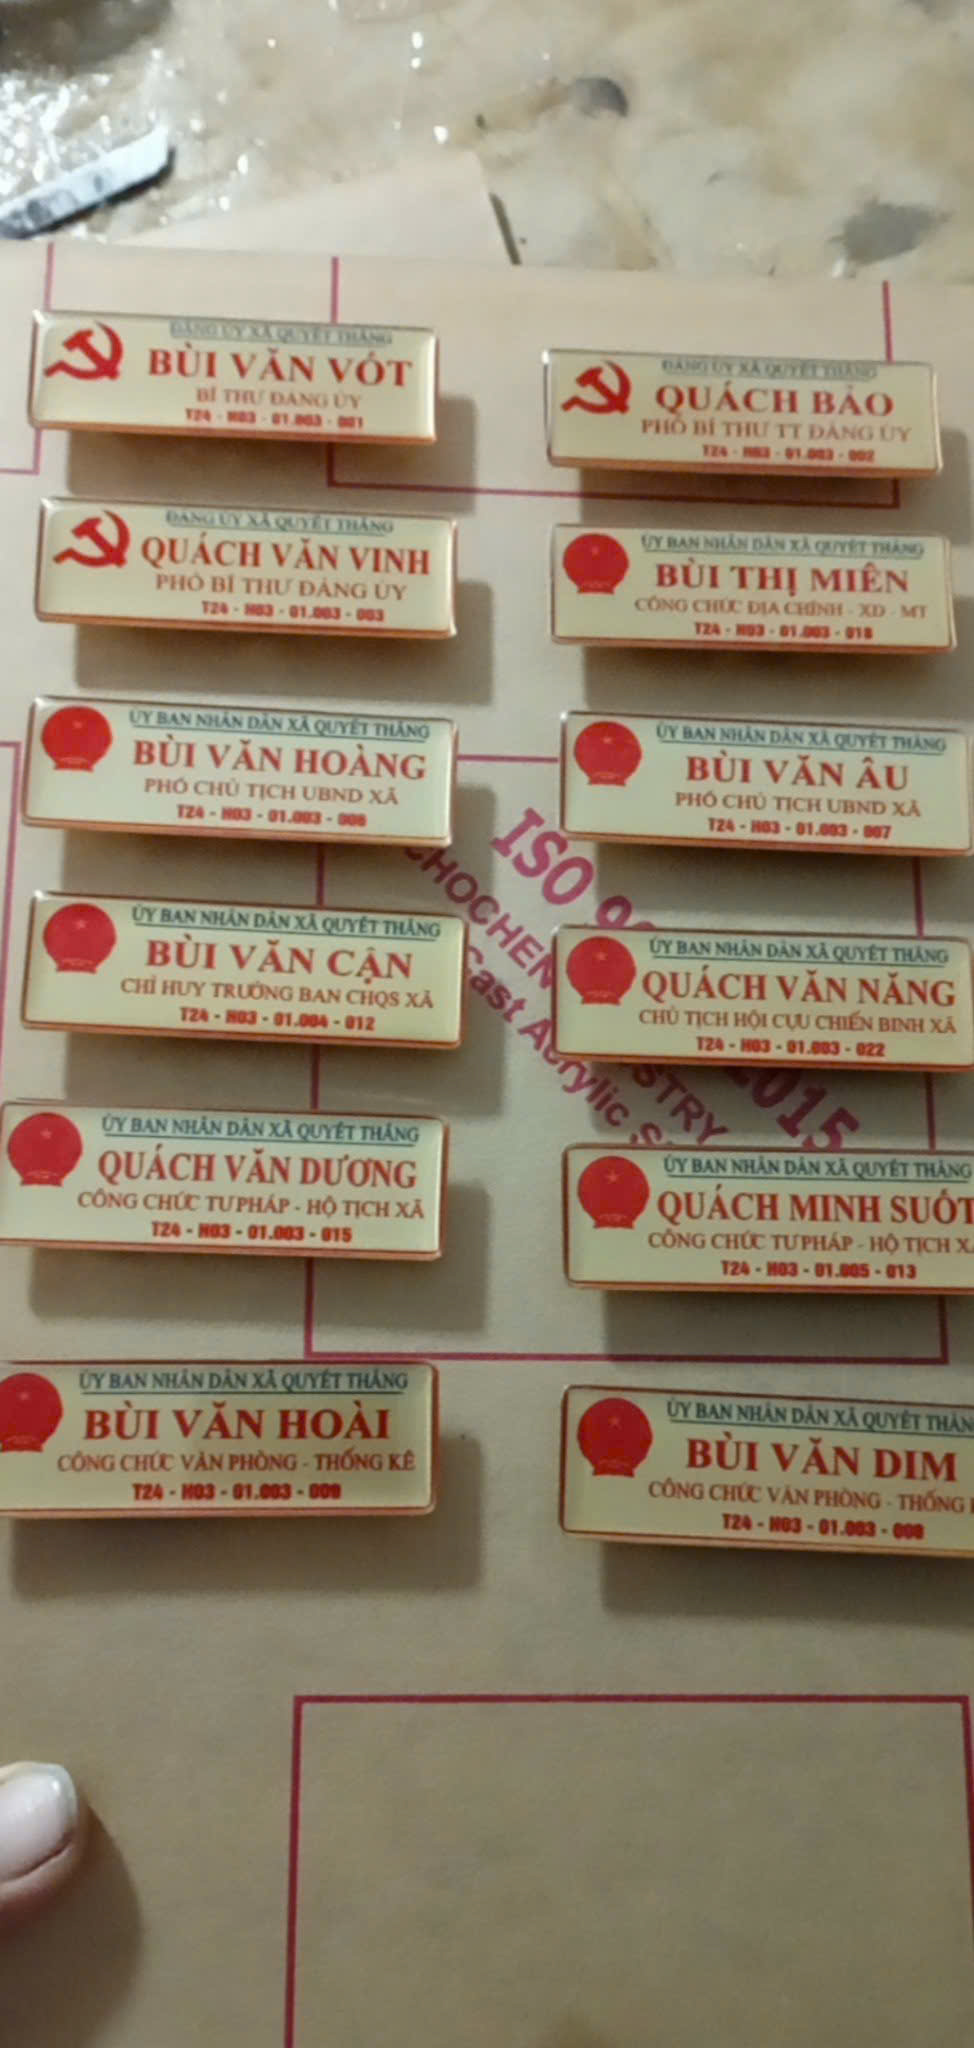 ĐẢNG ỦY XÃ QUYẾT THẮNG
BÙI VĂN VÓT
BÍ THƯ ĐẢNG ỦY
T24 - H03 - 01.003 - 001
ĐẢNG ỦY XÃ QUYẾT THẮNG
QUÁCH BẢO
PHÓ BÍ THƯ TT ĐẢNG ỦY
T24 - H03 - 01.003 - 002
ĐẢNG ỦY XÃ QUYẾT THẮNG
QUÁCH VĂN VINH
PHÓ BÍ THƯ ĐẢNG ỦY
T24 - H03 - 01.003 - 003
ỦY BAN NHÂN DÂN XÃ QUYẾT THẮNG
BÙI THỊ MIÊN
CÔNG CHỨC ĐỊA CHÍNH - XD - MT
T24 - H03 - 01.003 - 018
ỦY BAN NHÂN DÂN XÃ QUYẾT THẮNG
BÙI VĂN HOÀNG
PHÓ CHỦ TỊCH UBND XÃ
T24 - H03 - 01.003 - 006
ỦY BAN NHÂN DÂN XÃ QUYẾT THẮNG
BÙI VĂN ÂU
PHÓ CHỦ TỊCH UBND XÃ
T24 - H03 - 01.003 - 007
ỦY BAN NHÂN DÂN XÃ QUYẾT THẮNG
BÙI VĂN CẬN
CHỈ HUY TRƯỞNG BAN CHQS XÃ
T24 - H03 - 01.004 - 012
ỦY BAN NHÂN DÂN XÃ QUYẾT THẮNG
QUÁCH VĂN NĂNG
CHỦ TỊCH HỘI CỰU CHIẾN BINH XÃ
T24 - H03 - 01.003 - 022
ỦY BAN NHÂN DÂN XÃ QUYẾT THẮNG
QUÁCH VĂN DƯƠNG
CÔNG CHỨC TƯ PHÁP - HỘ TỊCH XÃ
T24 - H03 - 01.003 - 015
ỦY BAN NHÂN DÂN XÃ QUYẾT THẮNG
QUÁCH MINH SUỐT
CÔNG CHỨC TƯ PHÁP - HỘ TỊCH
T24 - H03 - 01.005 - 013
ỦY BAN NHÂN DÂN XÃ QUYẾT THẮNG
BÙI VĂN HOÀI
CÔNG CHỨC VĂN PHÒNG - THỐNG KÊ
T24 - H03 - 01.003 - 009
ỦY BAN NHÂN DÂN XÃ QUYẾT
BÙI VĂN DIM
CÔNG CHỨC VĂN PHÒNG - THỐNG
T24 - H03 - 01.003 - 008
ISO
2015
Cast Acrylic